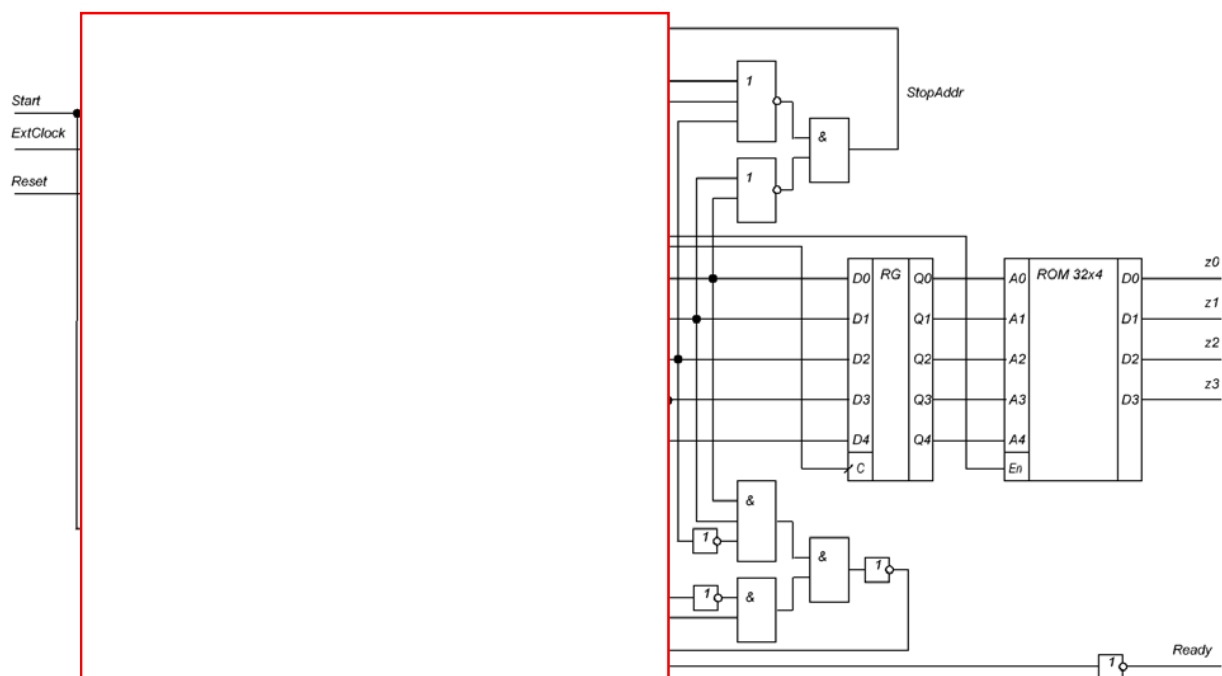 Start
ExtClock
Reset
1
1
&
StopAddr
D0 RG Q0
D1 Q1
D2 Q2
D3 Q3
D4 Q4
C
A0 ROM 32x4 D0
A1 D1
A2 D2
A3 D3
A4
En
z0
z1
z2
z3
&
1
&
1
1
&
Ready
1